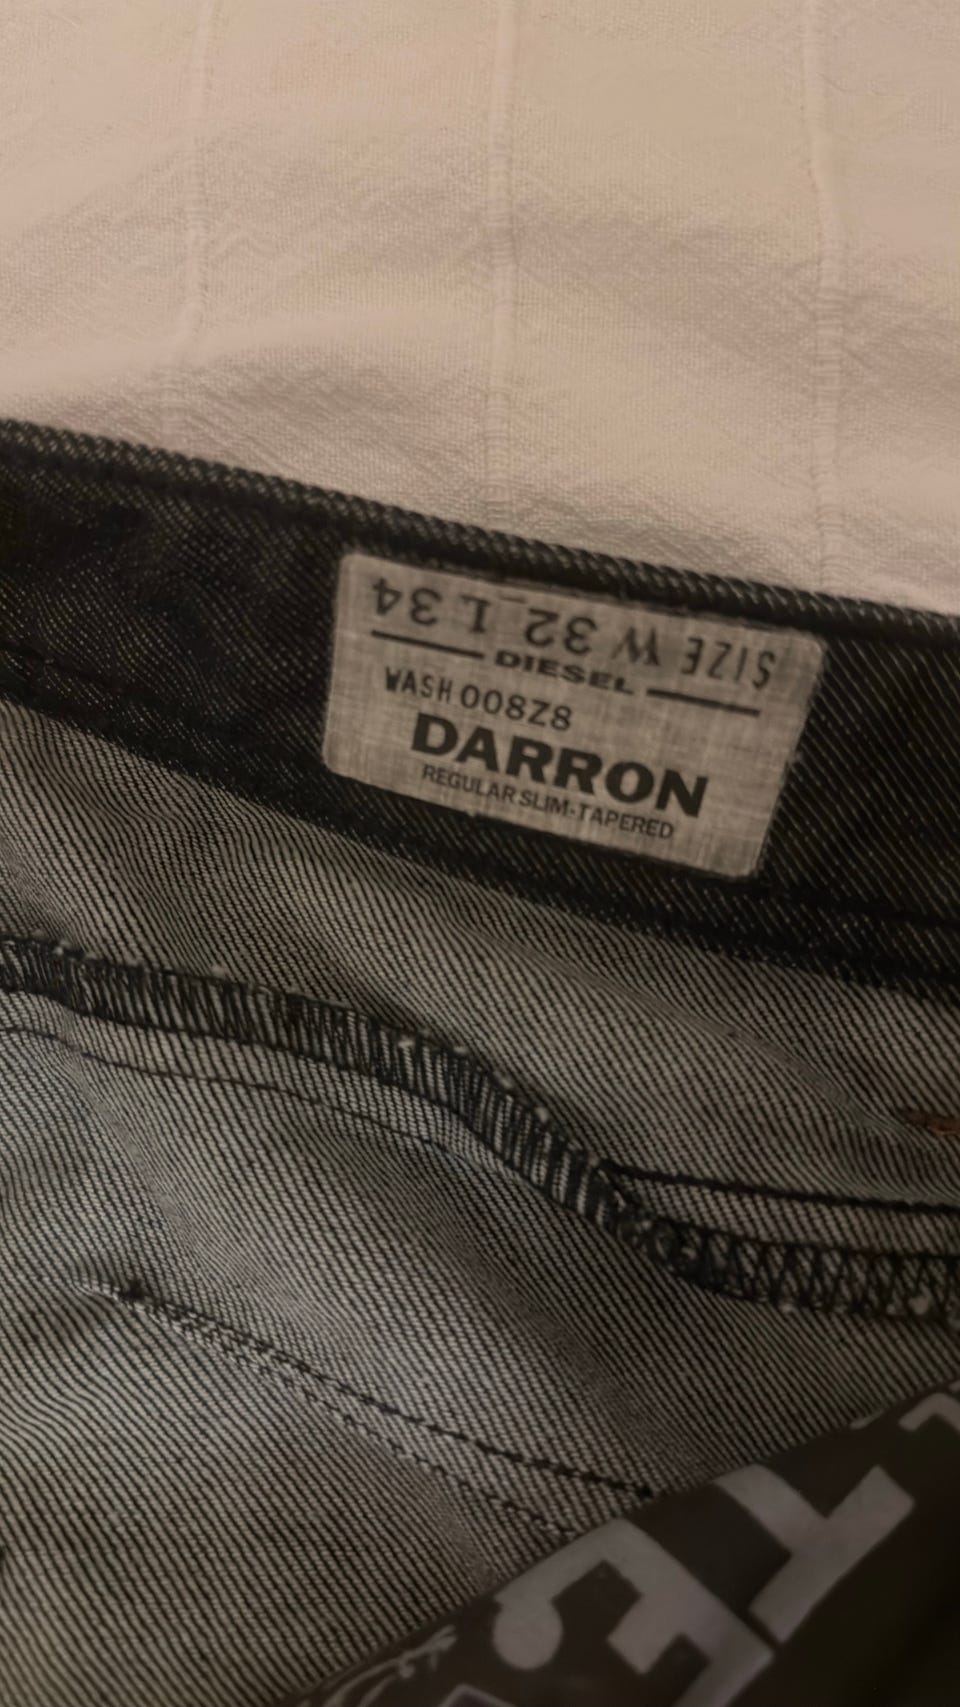 SIZE W 32 L 34
DIESEL
WASH 008Z8
DARRON
REGULAR SLIM-TAPERED